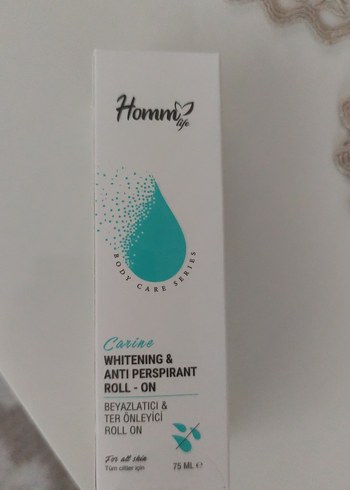 Homm
life
BODY CARE SERIES
Carine
WHITENING &
ANTI PERSPIRANT
ROLL - ON
BEYAZLATICI &
TER ÖNLEYİCİ
ROLL ON
For all skin
Tüm ciltler için
75 ML ℮